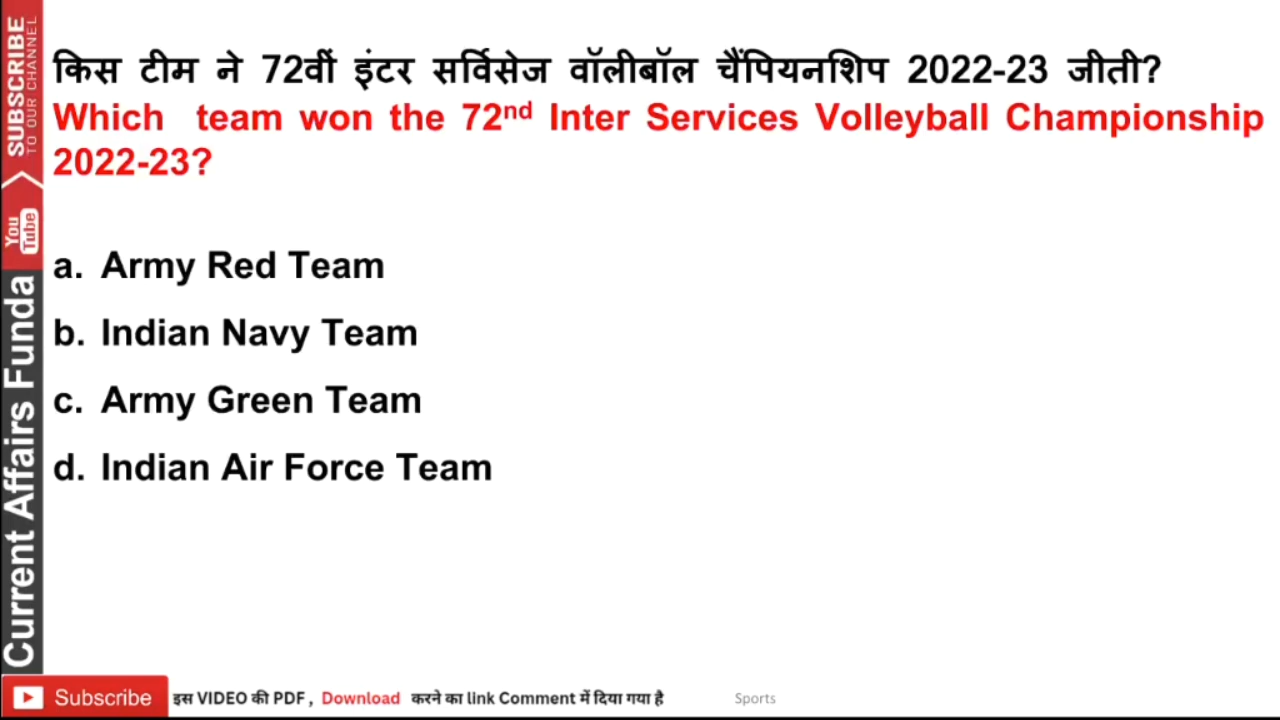 किस टीम ने 72वीं इंटर सर्विसेज वॉलीबॉल चैंपियनशिप 2022-23 जीती?
Which team won the 72nd Inter Services Volleyball Championship
2022-23?
a. Army Red Team
b. Indian Navy Team
c. Army Green Team
d. Indian Air Force Team
SUBSCRIBE
TO OUR CHANNEL
You
Tube
Current Affairs Funda
Subscribe इस VIDEO की PDF , Download करने का link Comment में दिया गया है
Sports